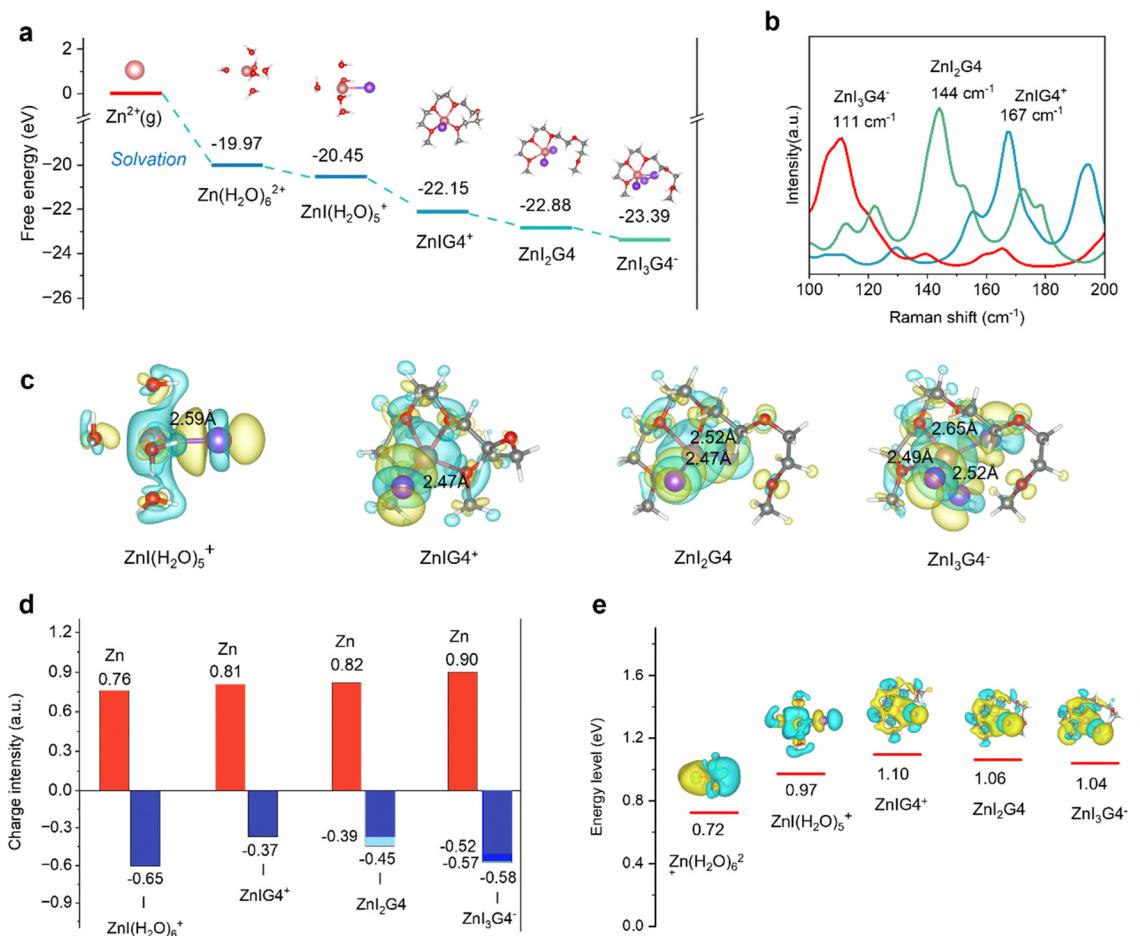 a
Free energy (eV)
2
0
−20
−22
−24
−26
Zn²⁺(g)
Solvation
-19.97
Zn(H₂O)₆²⁺
-20.45
ZnI(H₂O)₅⁺
-22.15
ZnIG4⁺
-22.88
ZnI₂G4
-23.39
ZnI₃G4⁻
b
Intensity(a.u.)
ZnI₃G4⁻
111 cm⁻¹
ZnI₂G4
144 cm⁻¹
ZnIG4⁺
167 cm⁻¹
100 120 140 160 180 200
Raman shift (cm⁻¹)
c
2.59Å
ZnI(H₂O)₅⁺
2.47Å
ZnIG4⁺
2.52Å
2.47Å
ZnI₂G4
2.65Å
2.49Å
2.52Å
ZnI₃G4⁻
d
Charge intensity (a.u.)
1.2
0.9
0.6
0.3
0.0
−0.3
−0.6
−0.9
Zn
0.76
-0.65
I
ZnI(H₂O)₆⁺
Zn
0.81
-0.37
I
ZnIG4⁺
Zn
0.82
-0.39
-0.45
I
ZnI₂G4
Zn
0.90
-0.52
-0.57
-0.58
I
ZnI₃G4⁻
e
Energy level (eV)
1.6
1.2
0.8
0.4
0.0
0.72
Zn(H₂O)₆²
⁺
0.97
ZnI(H₂O)₅⁺
1.10
ZnIG4⁺
1.06
ZnI₂G4
1.04
ZnI₃G4⁻